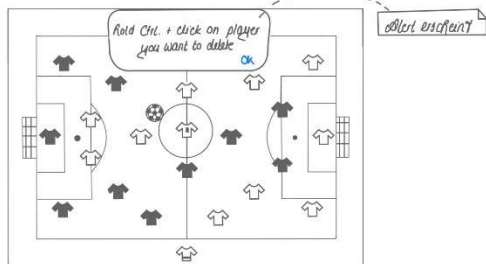 Hold Ctrl. + click on player
you want to delete
Ok
Alert erscheint